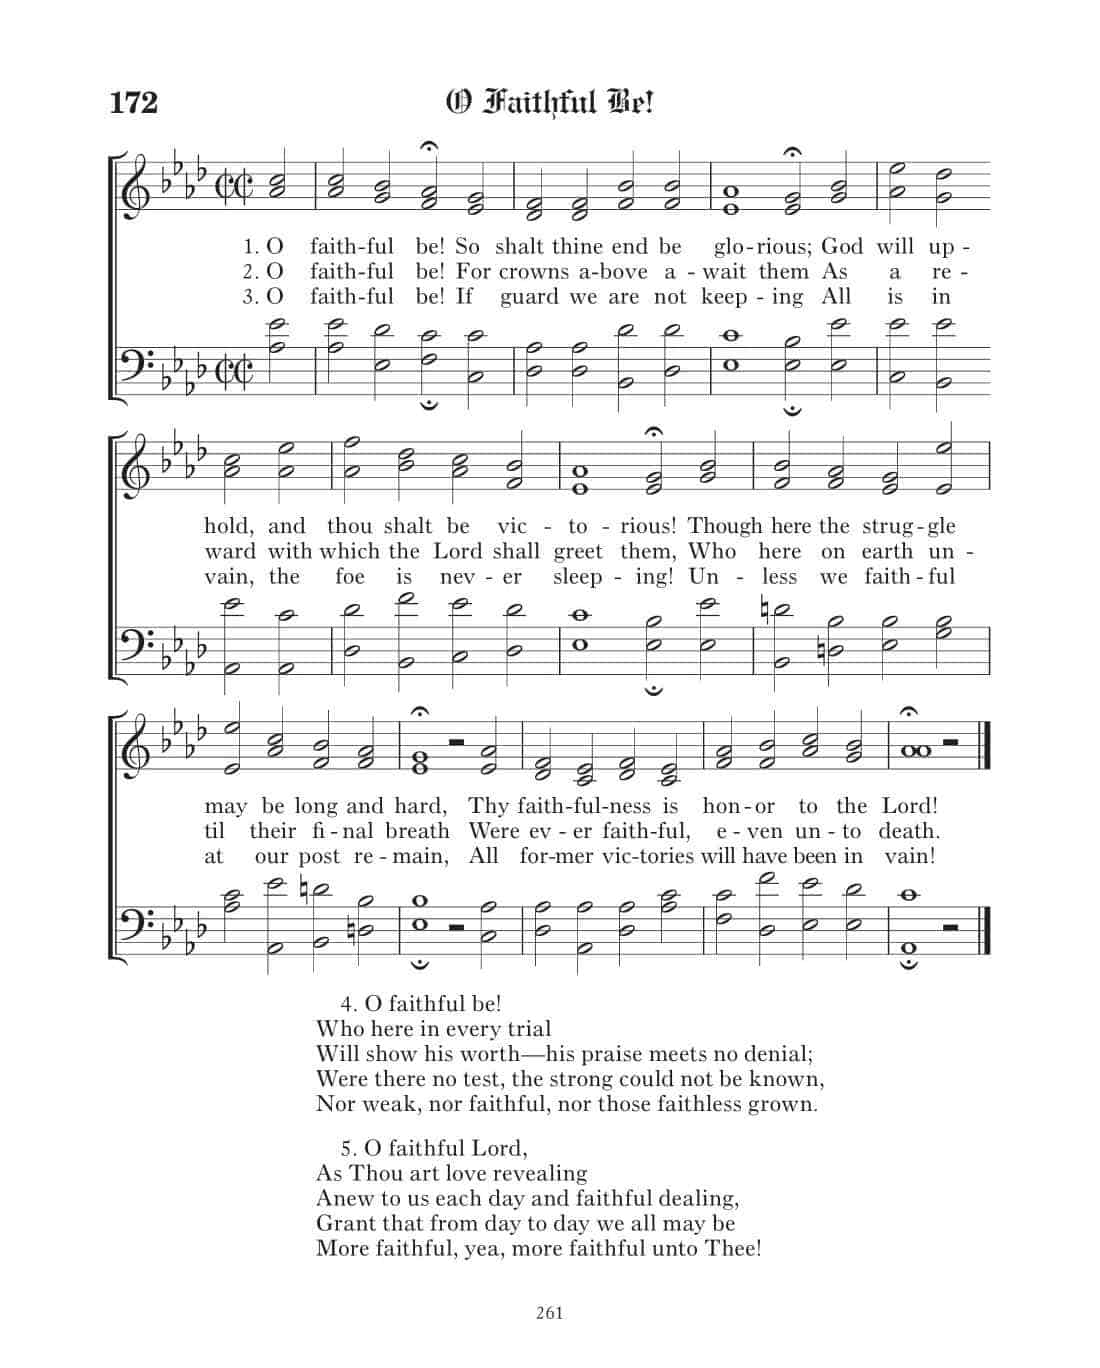 172
O Faithful Be!
1. O faith-ful be! So shalt thine end be glo-rious; God will up-
2. O faith-ful be! For crowns a-bove a-wait them As a re-
3. O faith-ful be! If guard we are not keep-ing All is in
hold, and thou shalt be vic-to-rious! Though here the strug-gle
ward with which the Lord shall greet them, Who here on earth un-
vain, the foe is nev-er sleep-ing! Un-less we faith-ful
may be long and hard, Thy faith-ful-ness is hon-or to the Lord!
til their fi-nal breath Were ev-er faith-ful, e-ven un-to death.
at our post re-main, All for-mer vic-tories will have been in vain!
4. O faithful be!
Who here in every trial
Will show his worth—his praise meets no denial;
Were there no test, the strong could not be known,
Nor weak, nor faithful, nor those faithless grown.
5. O faithful Lord,
As Thou art love revealing
Anew to us each day and faithful dealing,
Grant that from day to day we all may be
More faithful, yea, more faithful unto Thee!
261